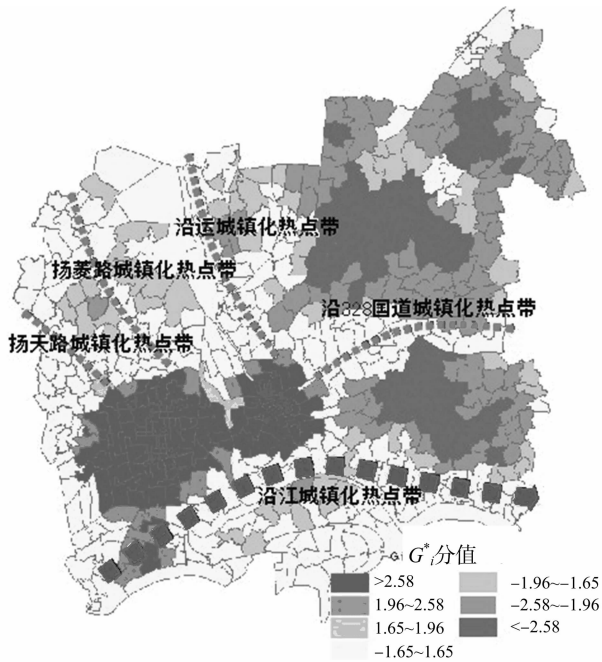 沿运城镇化热点带
扬菱路城镇化热点带
沿328国道城镇化热点带
扬天路城镇化热点带
沿江城镇化热点带
G
G*i分值
>2.58
1.96~2.58
1.65~1.96
-1.65~1.65
-1.96~-1.65
-2.58~-1.96
<-2.58